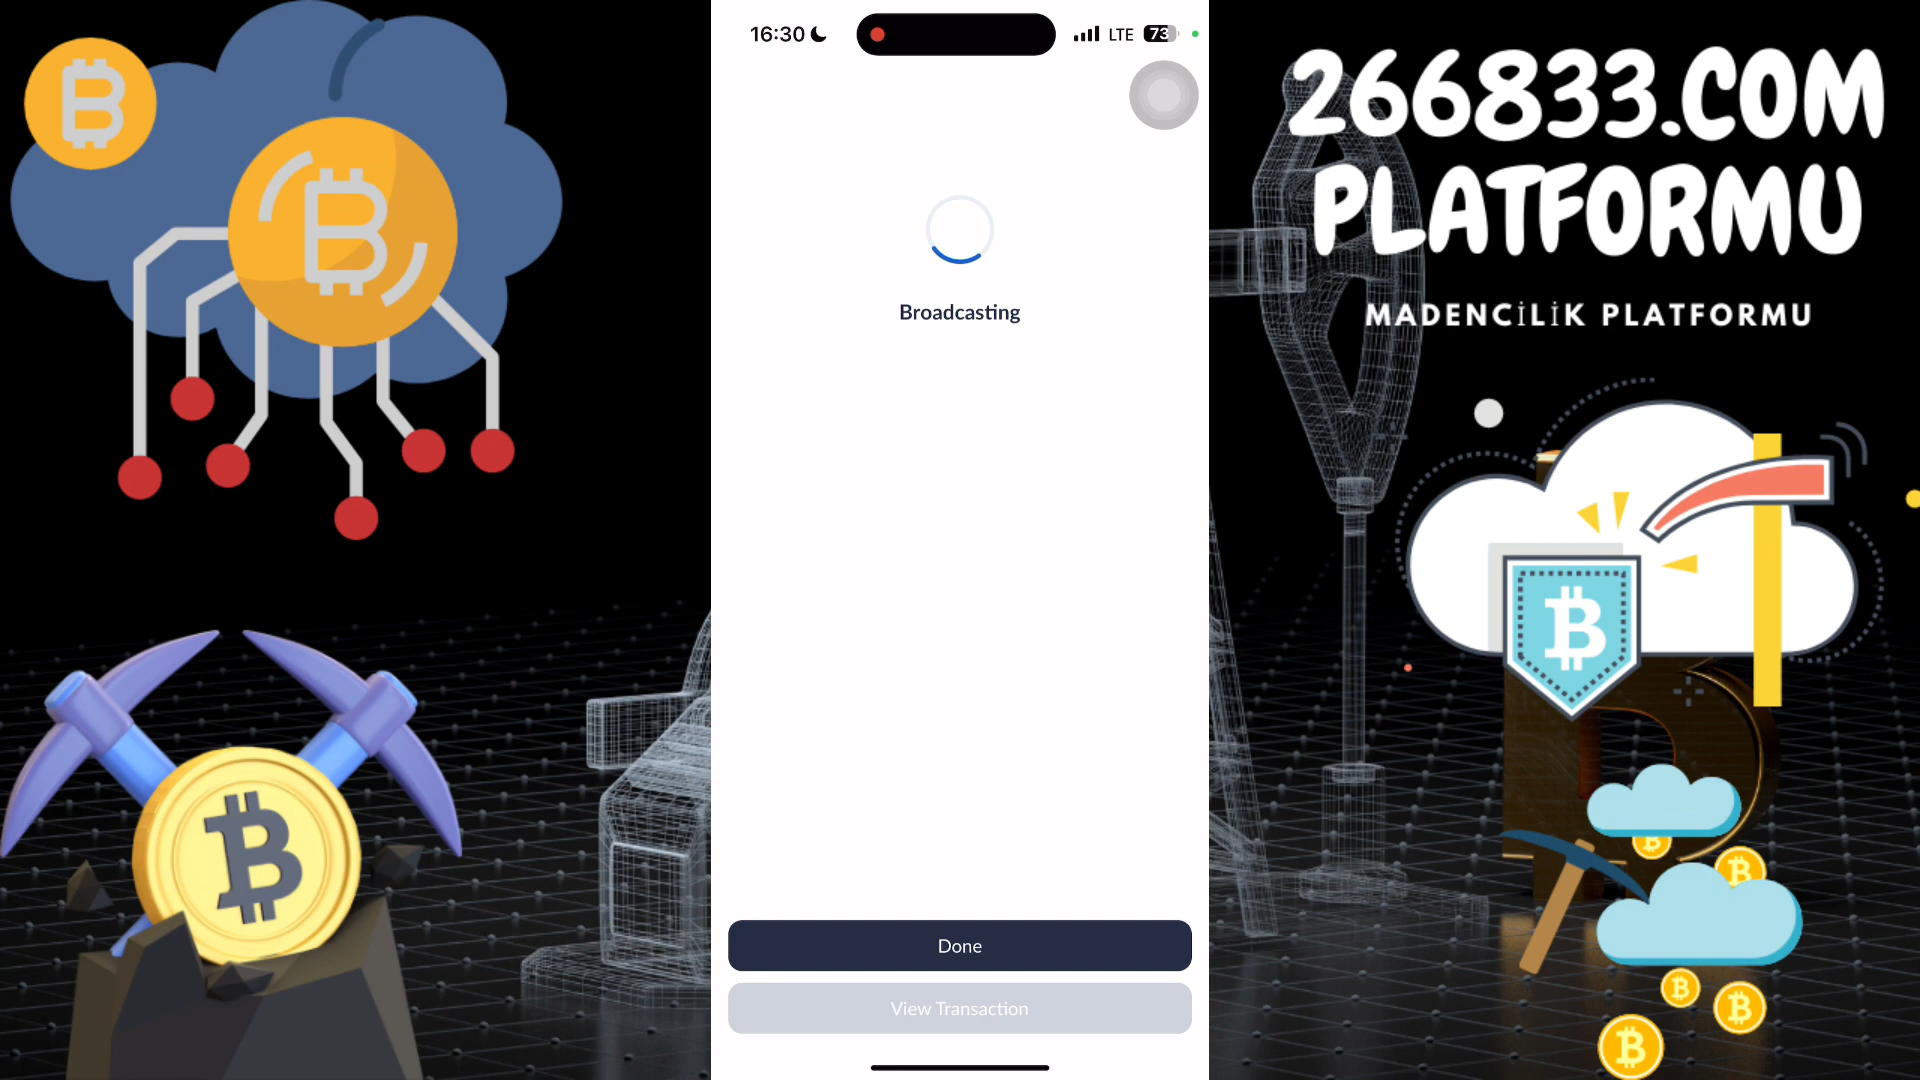 16:30
LTE
73
Broadcasting
Done
View Transaction
266833.COM
PLATFORMU
MADENCİLİK PLATFORMU